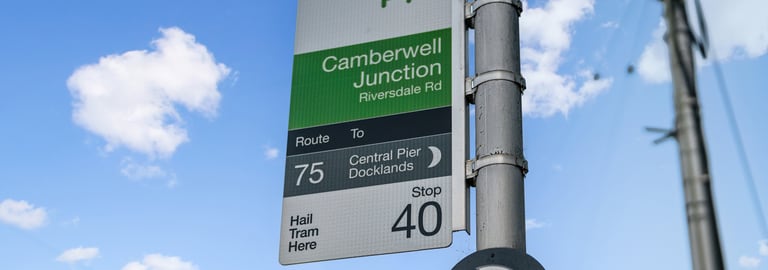 Camberwell
Junction
Riversdale Rd
Route To
75 Central Pier
Docklands
Stop
40
Hail
Tram
Here